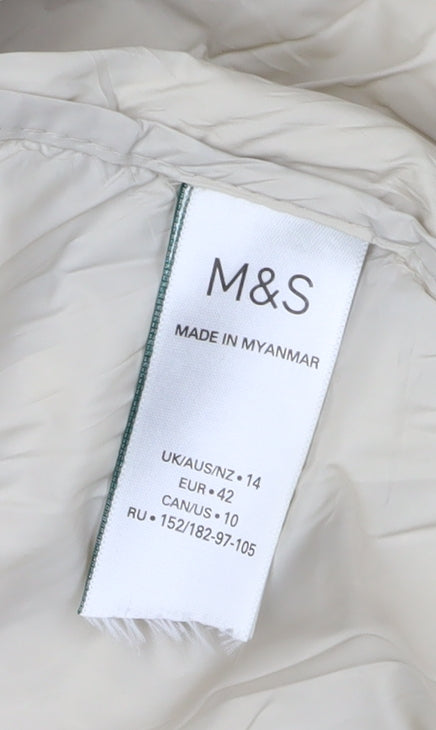 M&S
MADE IN MYANMAR
UK/AUS/NZ • 14
EUR • 42
CAN/US • 10
RU • 152/182-97-105